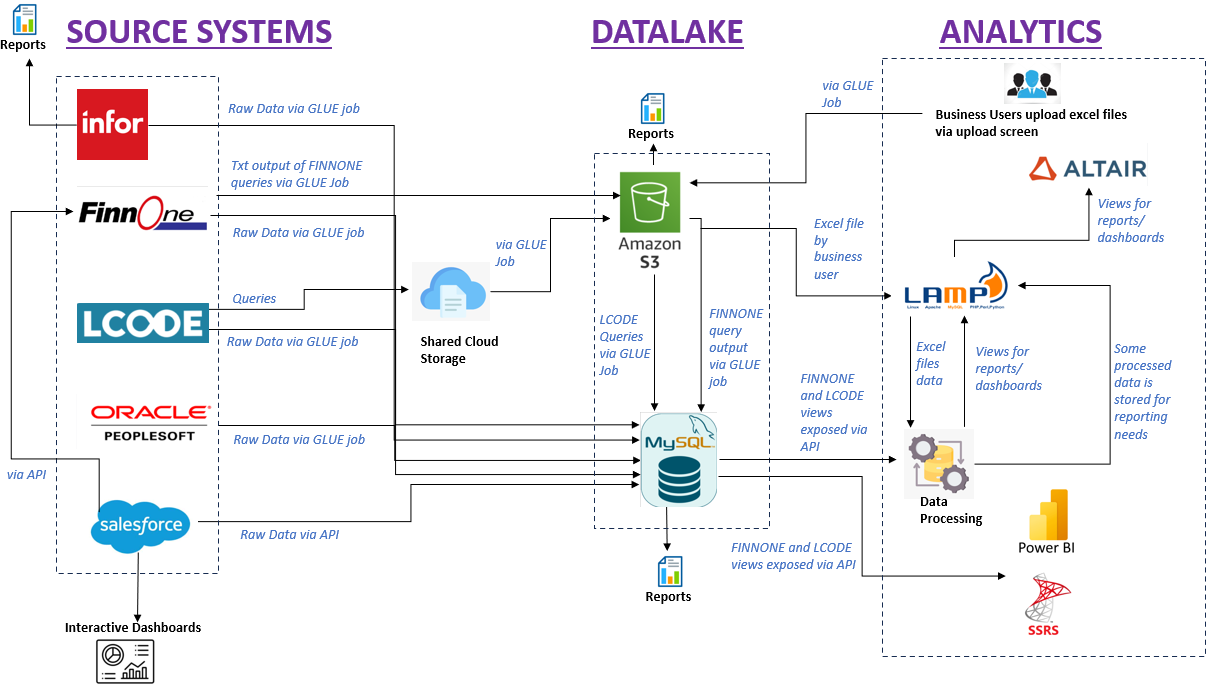 SOURCE SYSTEMS
DATALAKE
ANALYTICS
Reports
infor
Raw Data via GLUE job
Txt output of FINNONE
queries via GLUE Job
FinnOne
Raw Data via GLUE job
Queries
LCODE
Raw Data via GLUE job
ORACLE
PEOPLESOFT
Raw Data via GLUE job
via API
salesforce
Raw Data via API
Interactive Dashboards
via GLUE
Job
Shared Cloud
Storage
Reports
Amazon
S3
LCODE
Queries
via GLUE
Job
FINNONE
query
output
via GLUE
job
MySQL
Reports
via GLUE
Job
Business Users upload excel files
via upload screen
ALTAIR
Views for
reports/
dashboards
Excel file
by
business
user
LAMP
Linux Apache MySQL PHP,Perl,Python
Excel
files
data
Views for
reports/
dashboards
Some
processed
data is
stored for
reporting
needs
FINNONE
and LCODE
views
exposed via
API
Data
Processing
Power BI
FINNONE and LCODE
views exposed via API
SSRS